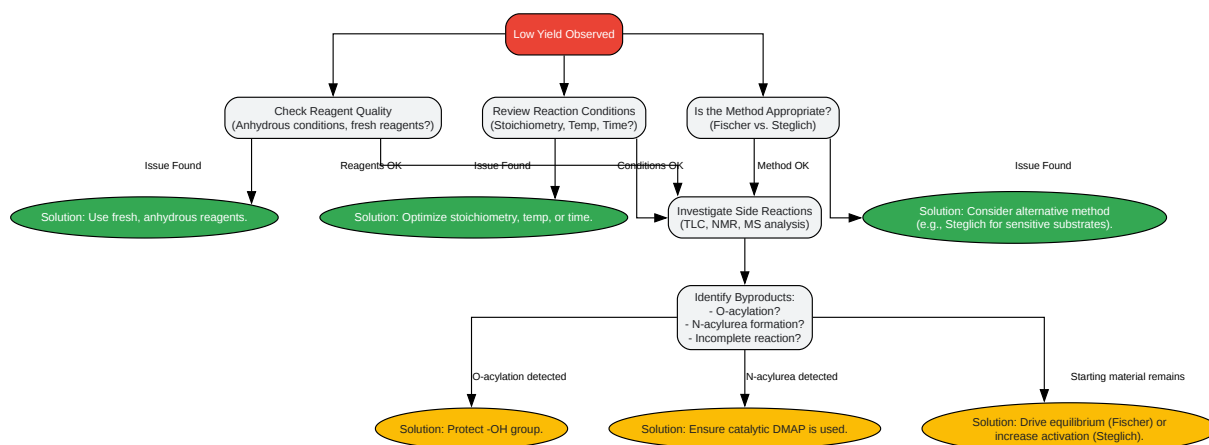 Low Yield Observed
Check Reagent Quality
(Anhydrous conditions, fresh reagents?)
Review Reaction Conditions
(Stoichiometry, Temp, Time?)
Is the Method Appropriate?
(Fischer vs. Steglich)
Issue Found
Reagents OK
Issue Found
Conditions OK
Method OK
Issue Found
Solution: Use fresh, anhydrous reagents.
Solution: Optimize stoichiometry, temp, or time.
Investigate Side Reactions
(TLC, NMR, MS analysis)
Solution: Consider alternative method
(e.g., Steglich for sensitive substrates).
Identify Byproducts:
- O-acylation?
- N-acylurea formation?
- Incomplete reaction?
O-acylation detected
N-acylurea detected
Starting material remains
Solution: Protect -OH group.
Solution: Ensure catalytic DMAP is used.
Solution: Drive equilibrium (Fischer) or
increase activation (Steglich).